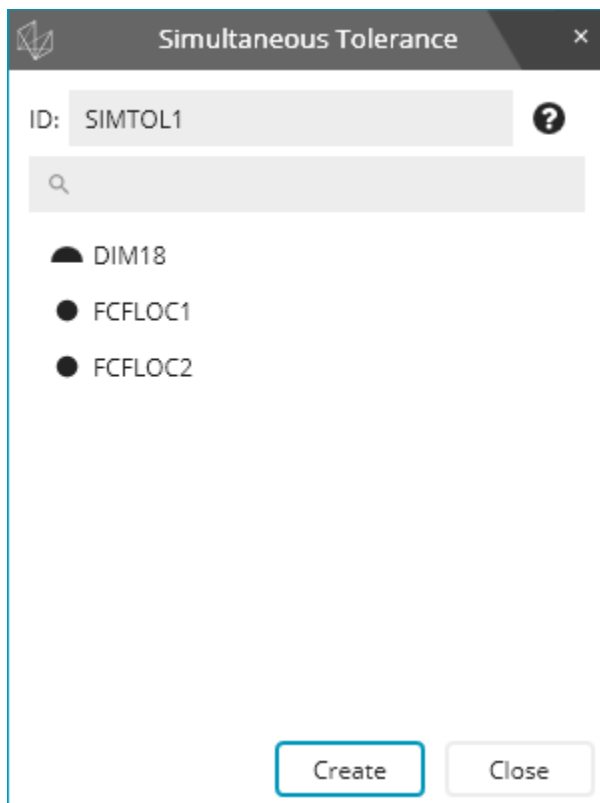 Simultaneous Tolerance
ID: SIMTOL1
DIM18
FCFLOC1
FCFLOC2
Create Close